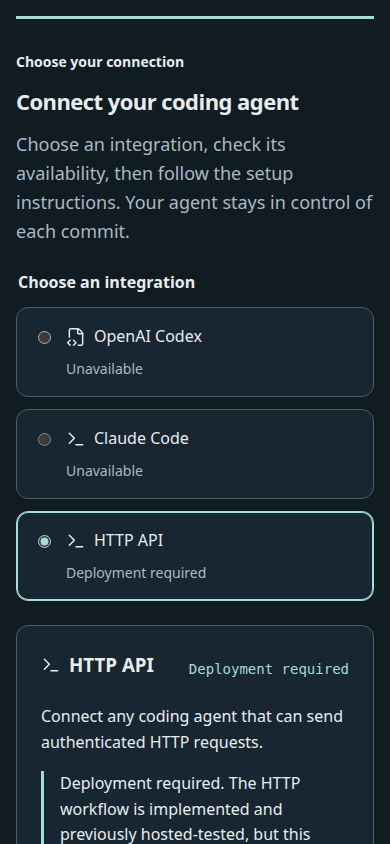 Choose your connection
Connect your coding agent
Choose an integration, check its
availability, then follow the setup
instructions. Your agent stays in control of
each commit.
Choose an integration
OpenAI Codex
Unavailable
Claude Code
Unavailable
HTTP API
Deployment required
HTTP API
Deployment required
Connect any coding agent that can send
authenticated HTTP requests.
Deployment required. The HTTP
workflow is implemented and
previously hosted-tested, but this